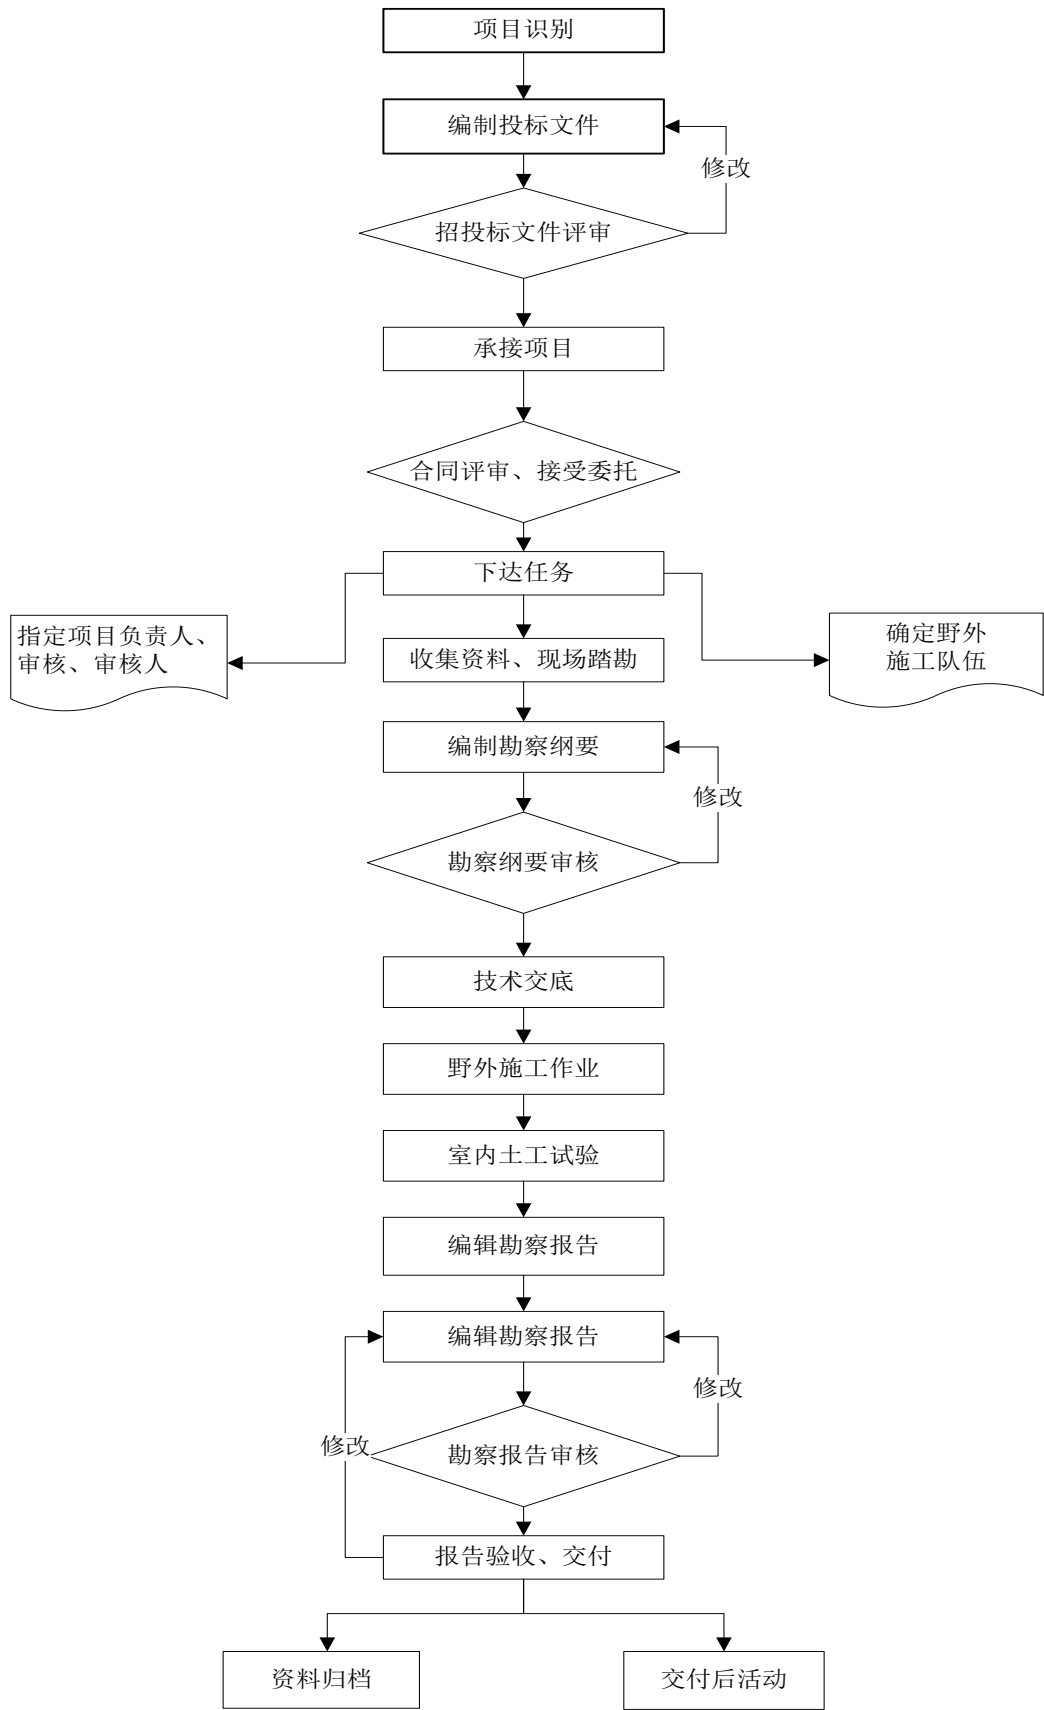 项目识别
编制投标文件
修改
招投标文件评审
承接项目
合同评审、接受委托
下达任务
指定项目负责人、
审核、审核人
收集资料、现场踏勘
确定野外
施工队伍
编制勘察纲要
修改
勘察纲要审核
技术交底
野外施工作业
室内土工试验
编辑勘察报告
编辑勘察报告
修改
修改
勘察报告审核
报告验收、交付
资料归档
交付后活动